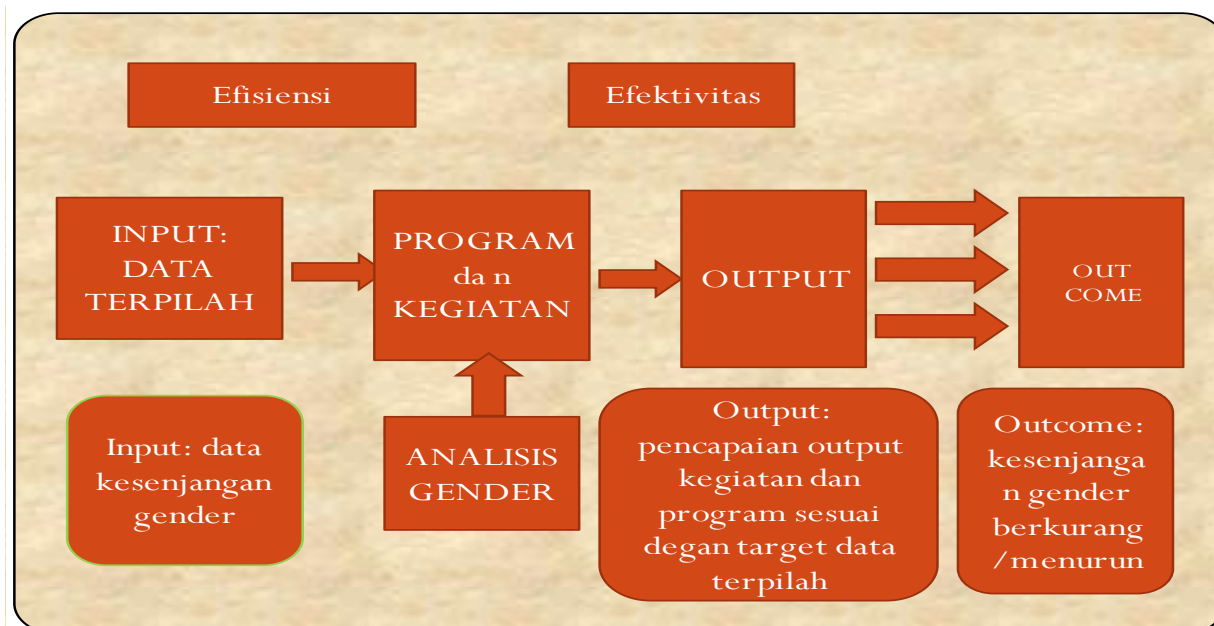 Efisiensi
Efektivitas
INPUT:
DATA
TERPILAH
PROGRAM
da n
KEGIATAN
OUTPUT
OUT
COME
Input: data
kesenjangan
gender
ANALISIS
GENDER
Output:
pencapaian output
kegiatan dan
program sesuai
degan target data
terpilah
Outcome:
kesenjanga
n gender
berkurang
/menurun